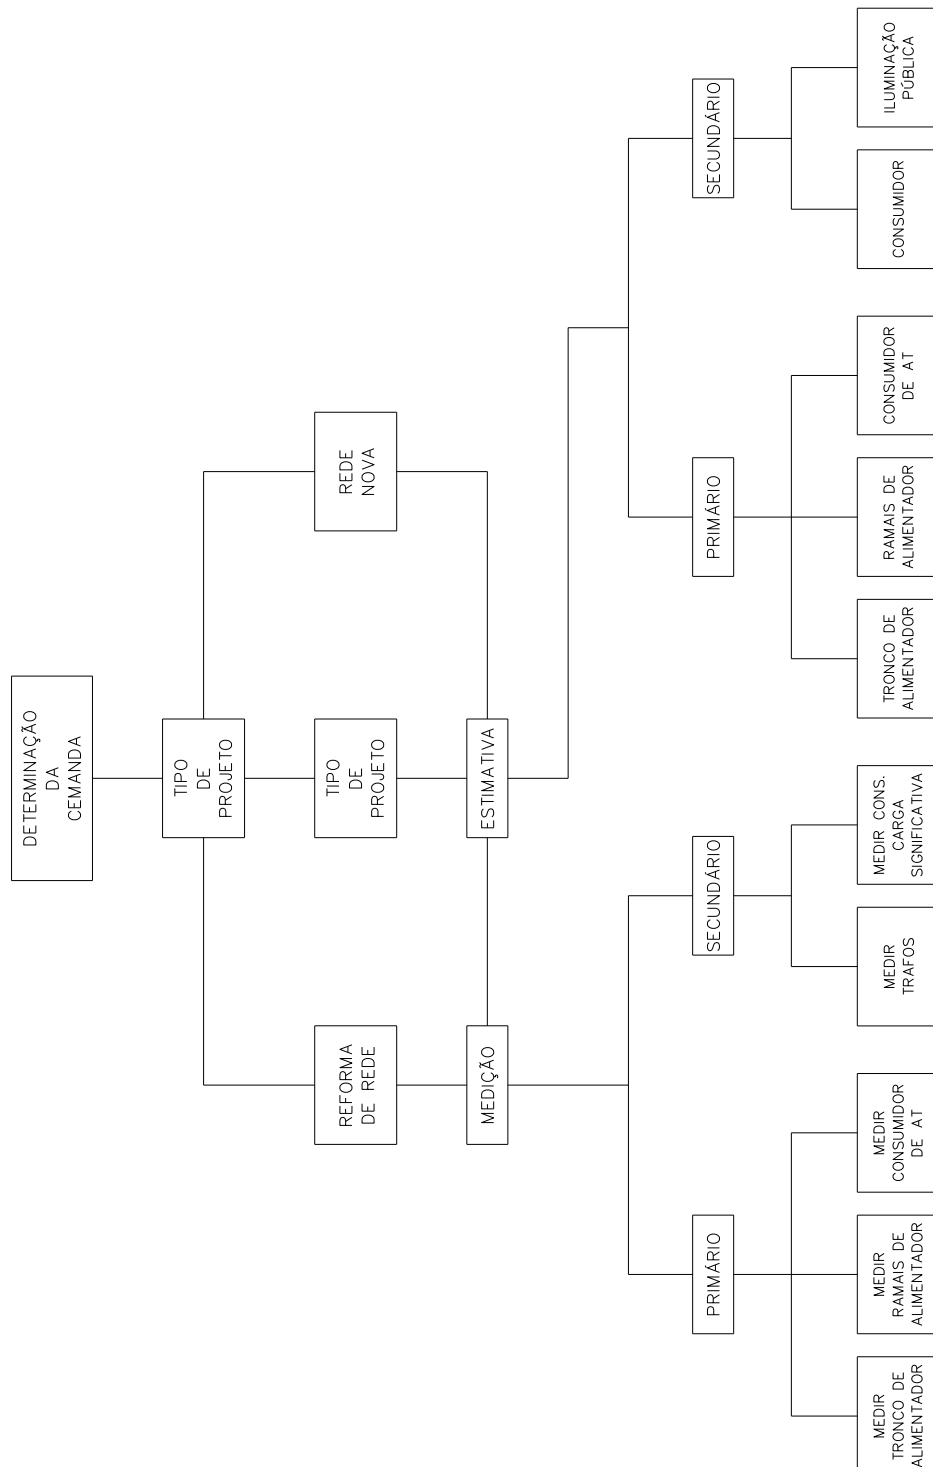 DETERMINAÇÃO
DA
CEMANDA
TIPO
DE
PROJETO
REFORMA
DE REDE
TIPO
DE
PROJETO
REDE
NOVA
MEDIÇÃO
ESTIMATIVA
PRIMÁRIO
SECUNDÁRIO
PRIMÁRIO
SECUNDÁRIO
MEDIR
TRONCO DE
ALIMENTADOR
MEDIR
RAMAIS DE
ALIMENTADOR
MEDIR
CONSUMIDOR
DE AT
MEDIR
TRAFOS
MEDIR CONS.
CARGA
SIGNIFICATIVA
TRONCO DE
ALIMENTADOR
RAMAIS DE
ALIMENTADOR
CONSUMIDOR
DE AT
CONSUMIDOR
ILUMINAÇÃO
PÚBLICA